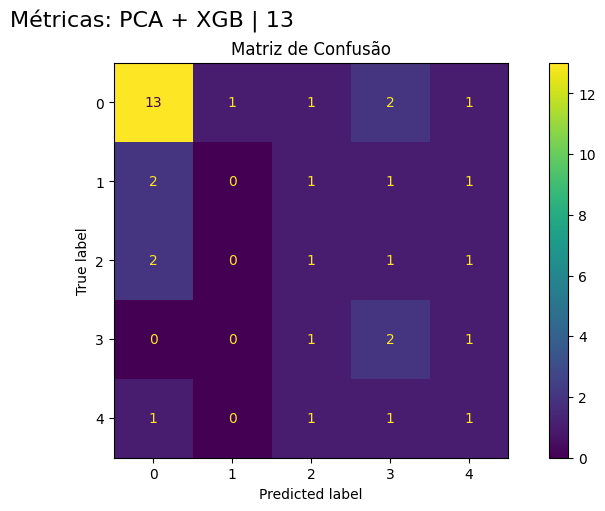 Métricas: PCA + XGB | 13
Matriz de Confusão
0 13 1 1 2 1
1 2 0 1 1 1
2 2 0 1 1 1
3 0 0 1 2 1
4 1 0 1 1 1
0 1 2 3 4
True label
Predicted label
12
10
8
6
4
2
0